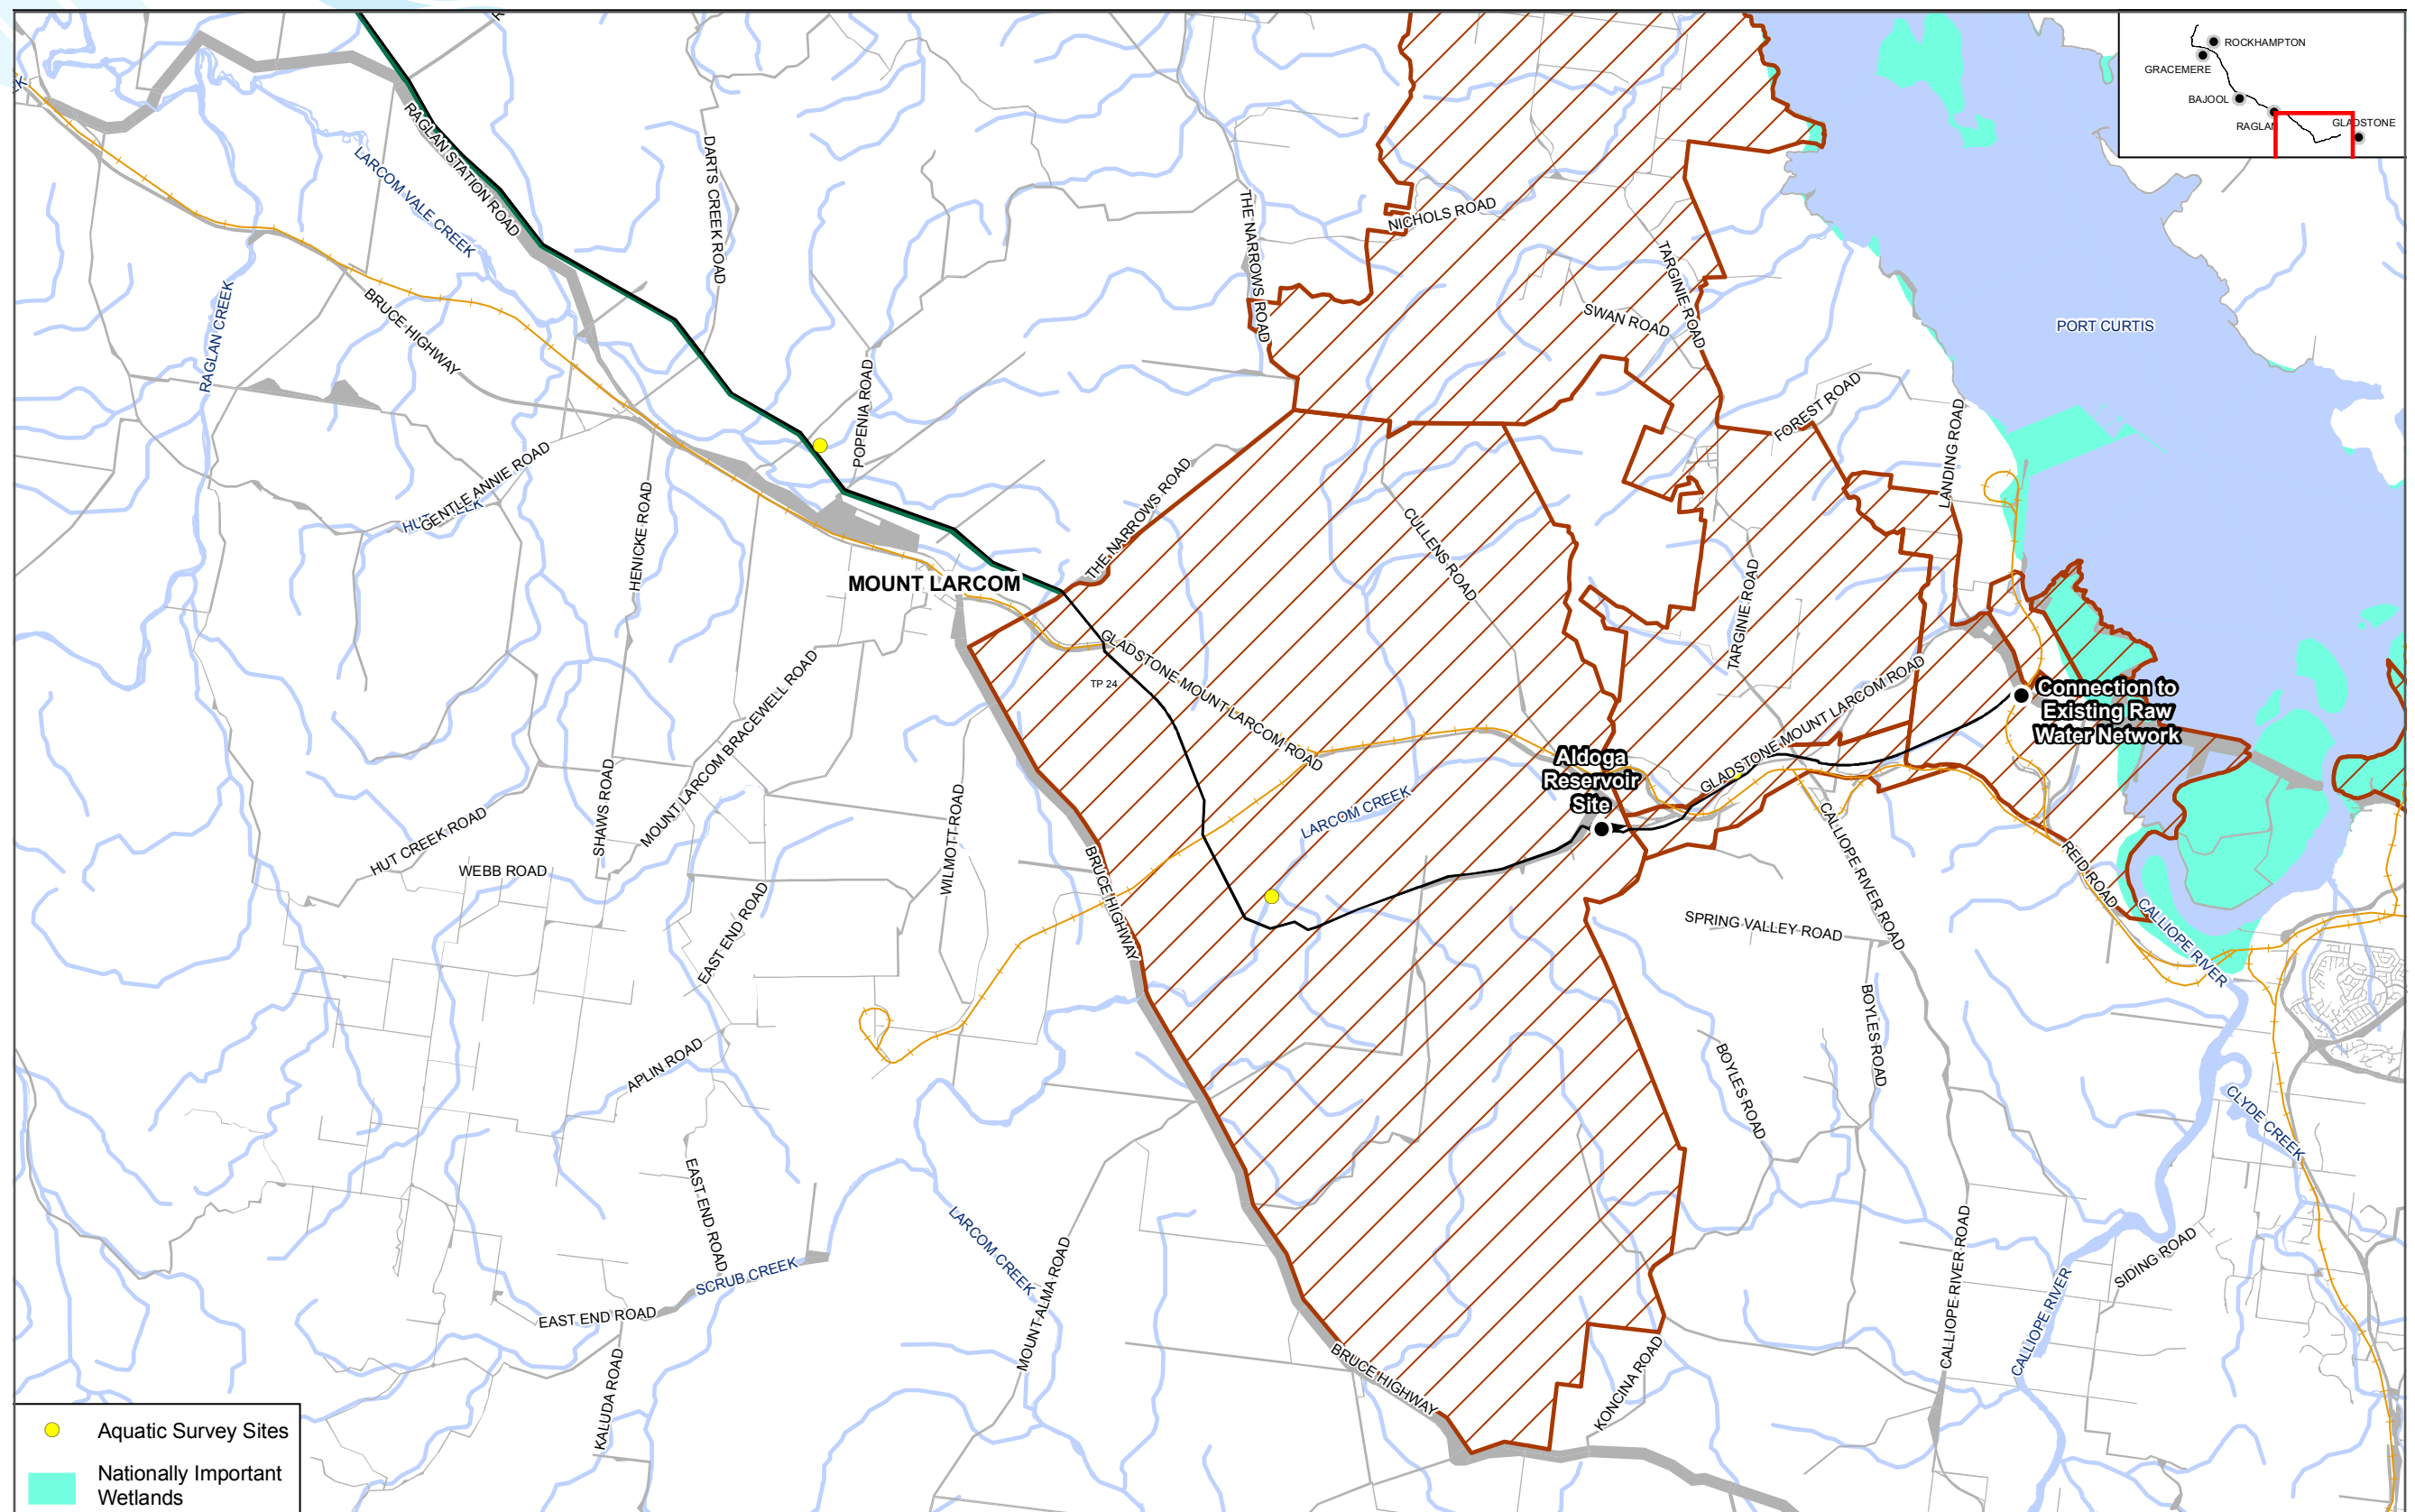 ROCKHAMPTON
GRACEMERE
BAJOOL
RAGLAN
GLADSTONE
RAGLAN STATION ROAD
LARCOM VALE CREEK
DARTS CREEK ROAD
THE NARROWS ROAD
NICHOLS ROAD
TARGINIE ROAD
SWAN ROAD
PORT CURTIS
RAGLAN CREEK
BRUCE HIGHWAY
POPENIA ROAD
FOREST ROAD
LANDING ROAD
GENTLE ANNIE ROAD
HENICKE ROAD
THE NARROWS ROAD
CULLENS ROAD
MOUNT LARCOM
TARGINIE ROAD
GLADSTONE MOUNT LARCOM ROAD
TP 24
MOUNT LARCOM BRACEWELL ROAD
GLADSTONE MOUNT LARCOM ROAD
Connection to
Existing Raw
Water Network
Aldoga
Reservoir
Site
LARCOM CREEK
SHAWS ROAD
HUT CREEK ROAD
WEBB ROAD
WILMOTT ROAD
BRUCE HIGHWAY
CALLIOPE RIVER ROAD
REID ROAD
EAST END ROAD
SPRING VALLEY ROAD
CALLIOPE RIVER
BOYLES ROAD
BOYLES ROAD
APLIN ROAD
CLYDE CREEK
EAST END ROAD
LARCOM CREEK
SCRUB CREEK
MOUNT ALMA ROAD
CALLIOPE RIVER ROAD
SIDING ROAD
CALLIOPE RIVER
EAST END ROAD
KALUDA ROAD
BRUCE HIGHWAY
KONCINA ROAD
Aquatic Survey Sites
Nationally Important
Wetlands